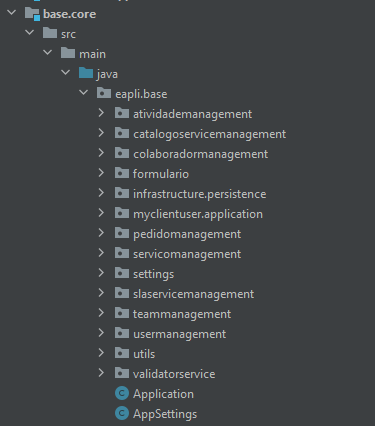 base.core
src
main
java
eapli.base
atividademanagement
catalogoservicemanagement
colaboradormanagement
formulario
infrastructure.persistence
myclientuser.application
pedidomanagement
servicomanagement
settings
slaservicemanagement
teammanagement
usermanagement
utils
validatorservice
C Application
C AppSettings